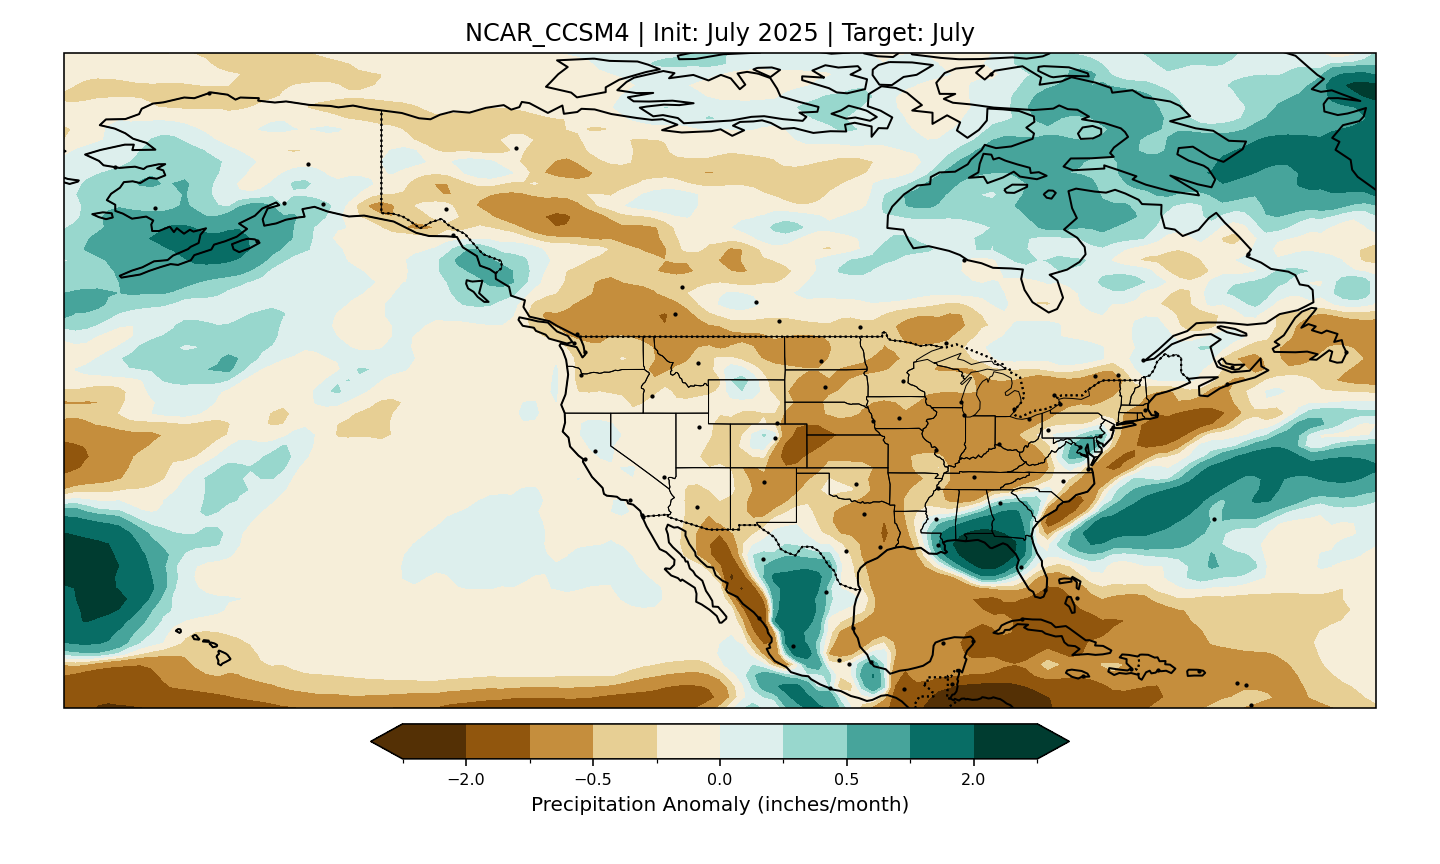 NCAR_CCSM4 | Init: July 2025 | Target: July
−2.0 −0.5 0.0 0.5 2.0
Precipitation Anomaly (inches/month)